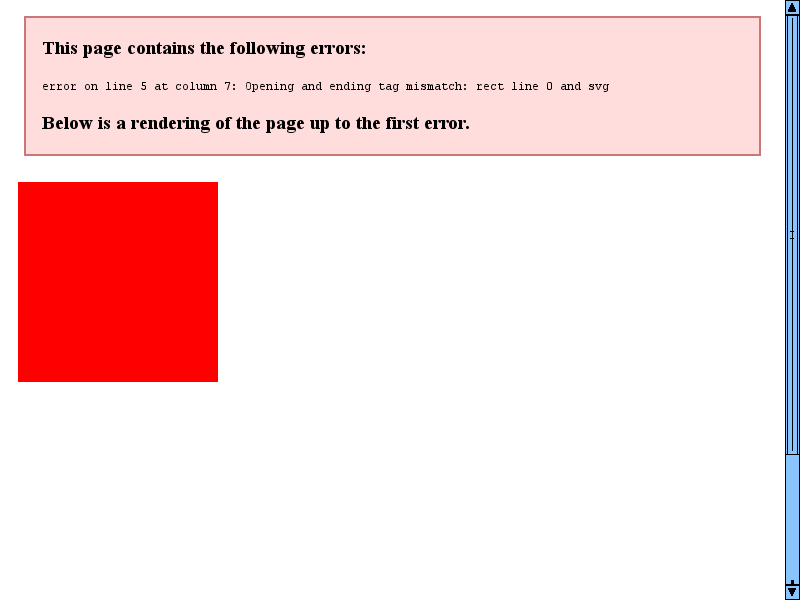 This page contains the following errors:
error on line 5 at column 7: Opening and ending tag mismatch: rect line 0 and svg
Below is a rendering of the page up to the first error.